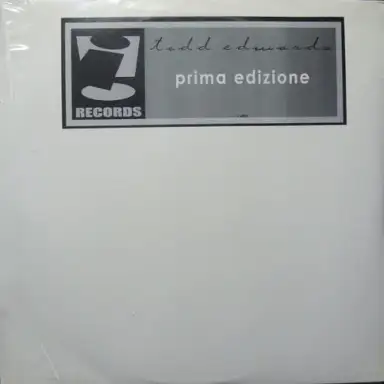 todd edwards
prima edizione
i RECORDS